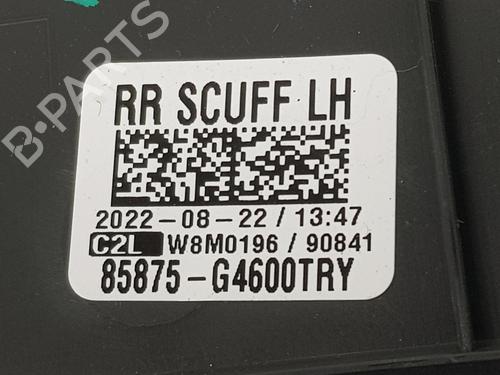 B-PARTS
RR SCUFF LH
2022-08-22 / 13:47
C2L W8M0196 / 90841
85875-G4600TRY